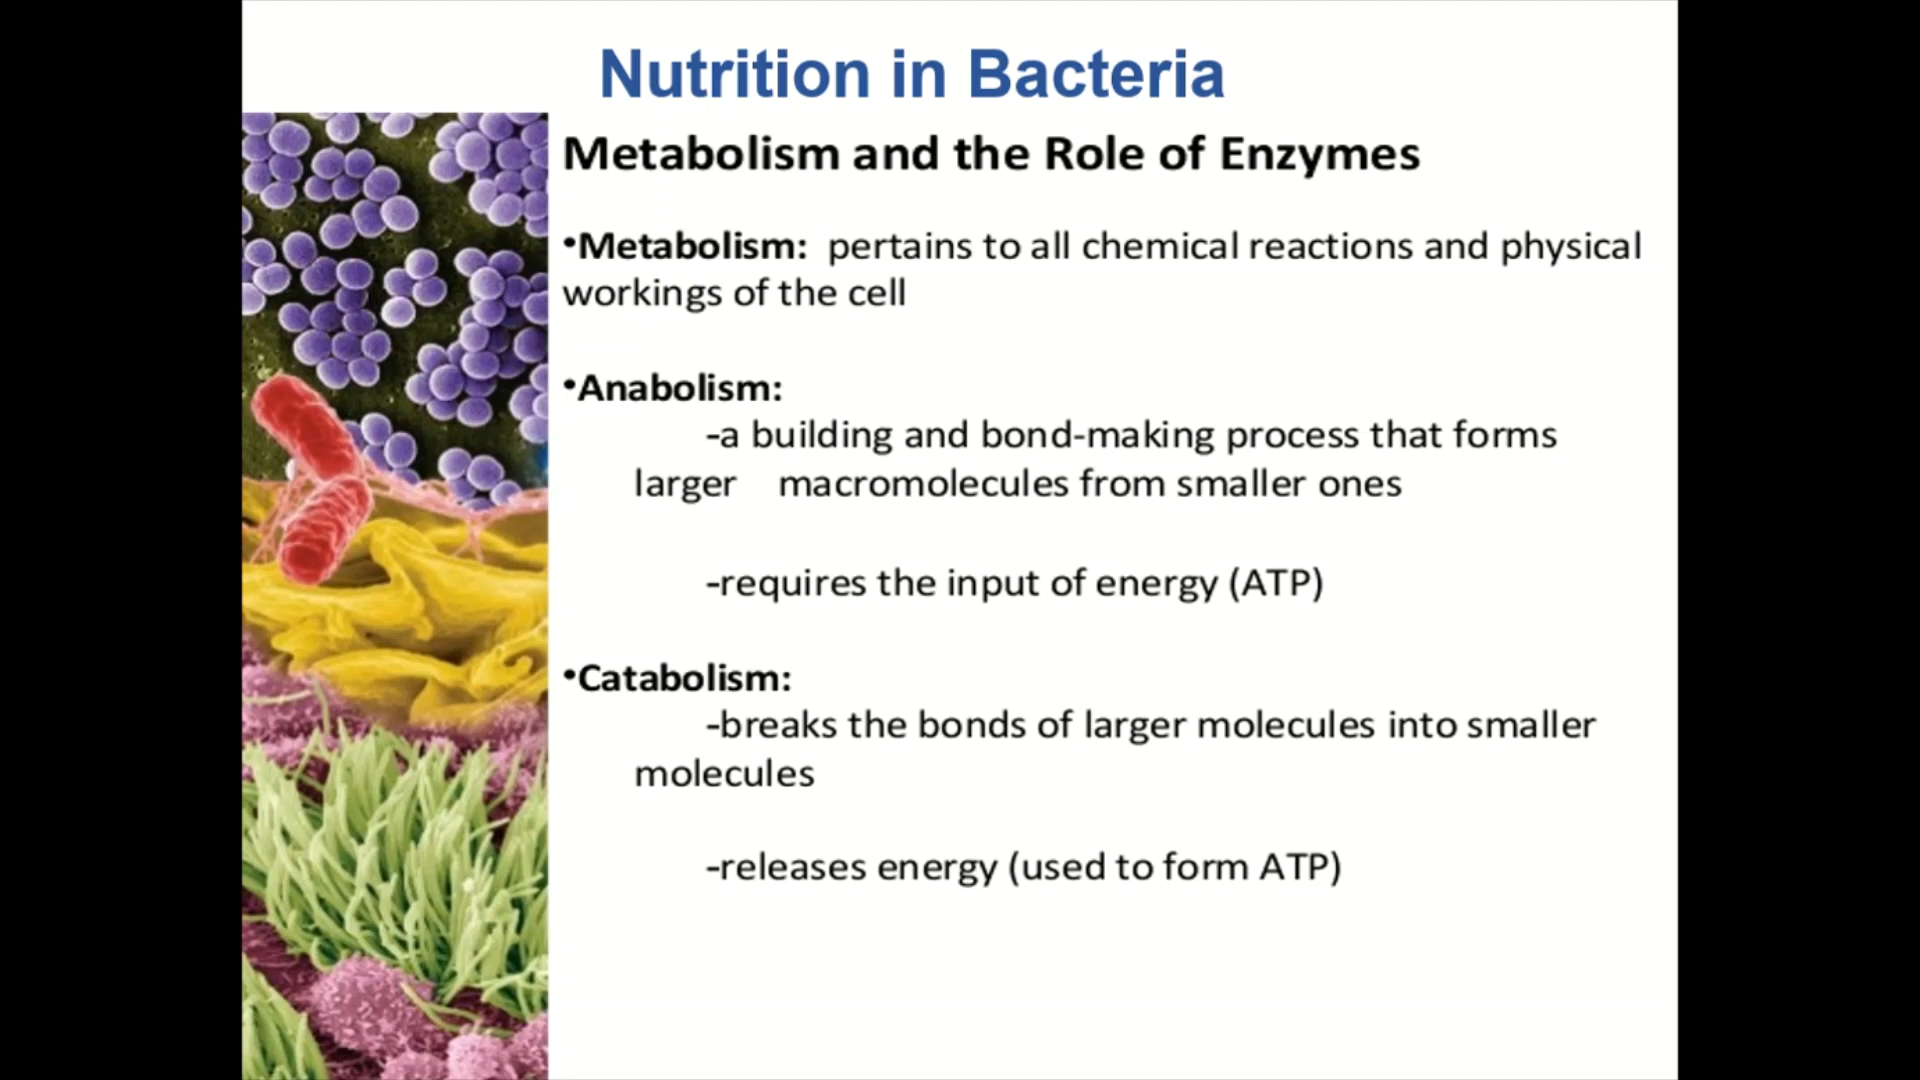 Nutrition in Bacteria
Metabolism and the Role of Enzymes
•Metabolism: pertains to all chemical reactions and physical
workings of the cell
•Anabolism:
-a building and bond-making process that forms
larger macromolecules from smaller ones
-requires the input of energy (ATP)
•Catabolism:
-breaks the bonds of larger molecules into smaller
molecules
-releases energy (used to form ATP)